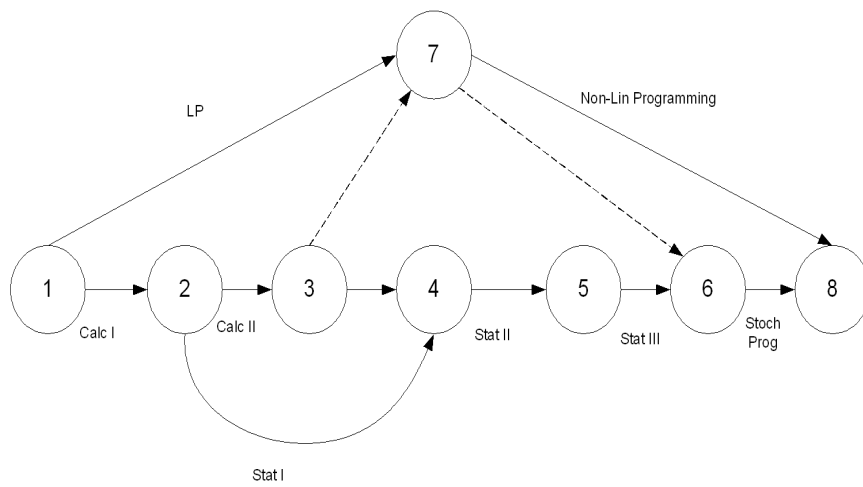 7
LP
Non-Lin Programming
1
2
3
4
5
6
8
Calc I
Calc II
Stat II
Stat III
Stoch
Prog
Stat I